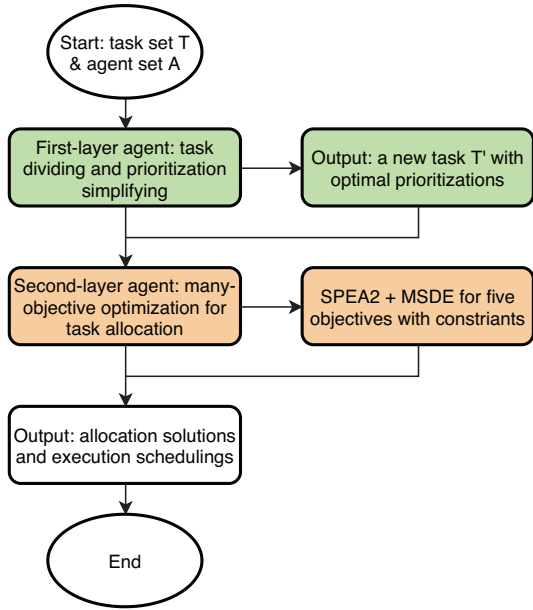 Start: task set T
& agent set A
First-layer agent: task
dividing and prioritization
simplifying
Output: a new task T' with
optimal prioritizations
Second-layer agent: many-
objective optimization for
task allocation
SPEA2 + MSDE for five
objectives with constriants
Output: allocation solutions
and execution schedulings
End